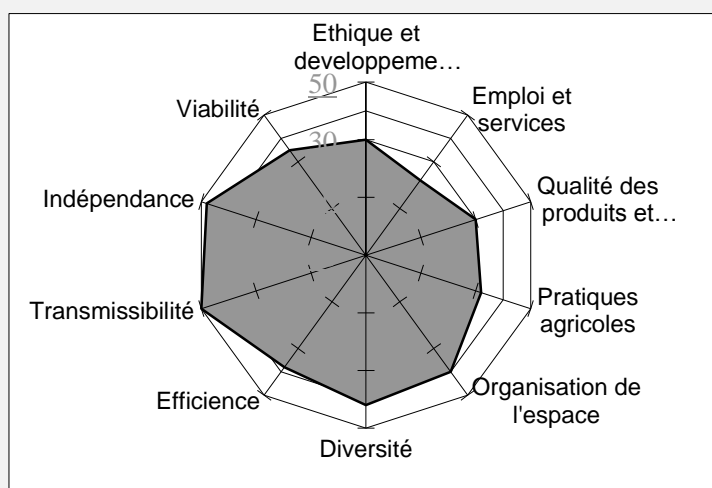 Ethique et
developpeme…
50
Emploi et
services
Viabilité
30
Indépendance
Qualité des
produits et…
Transmissibilité
Pratiques
agricoles
Efficience
Organisation de
l'espace
Diversité